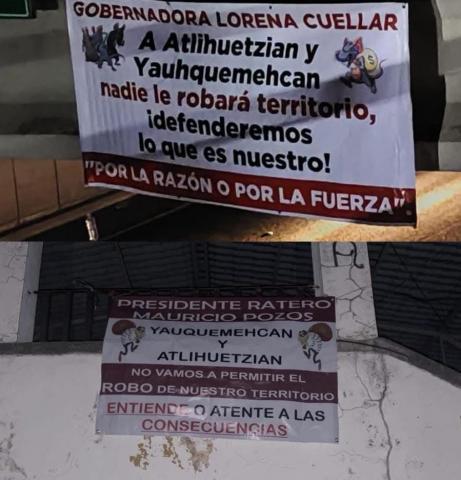 GOBERNADORA LORENA CUELLAR
A Atlihuetzian y
Yauhquemehcan
nadie le robará territorio,
¡defenderemos
lo que es nuestro!
"POR LA RAZÓN O POR LA FUERZA"
$
PRESIDENTE RATERO
MAURICIO POZOS
YAUQUEMEHCAN
Y
ATLIHUETZIAN
NO VAMOS A PERMITIR EL
ROBO DE NUESTRO TERRITORIO
ENTIENDE O ATENTE A LAS
CONSECUENCIAS